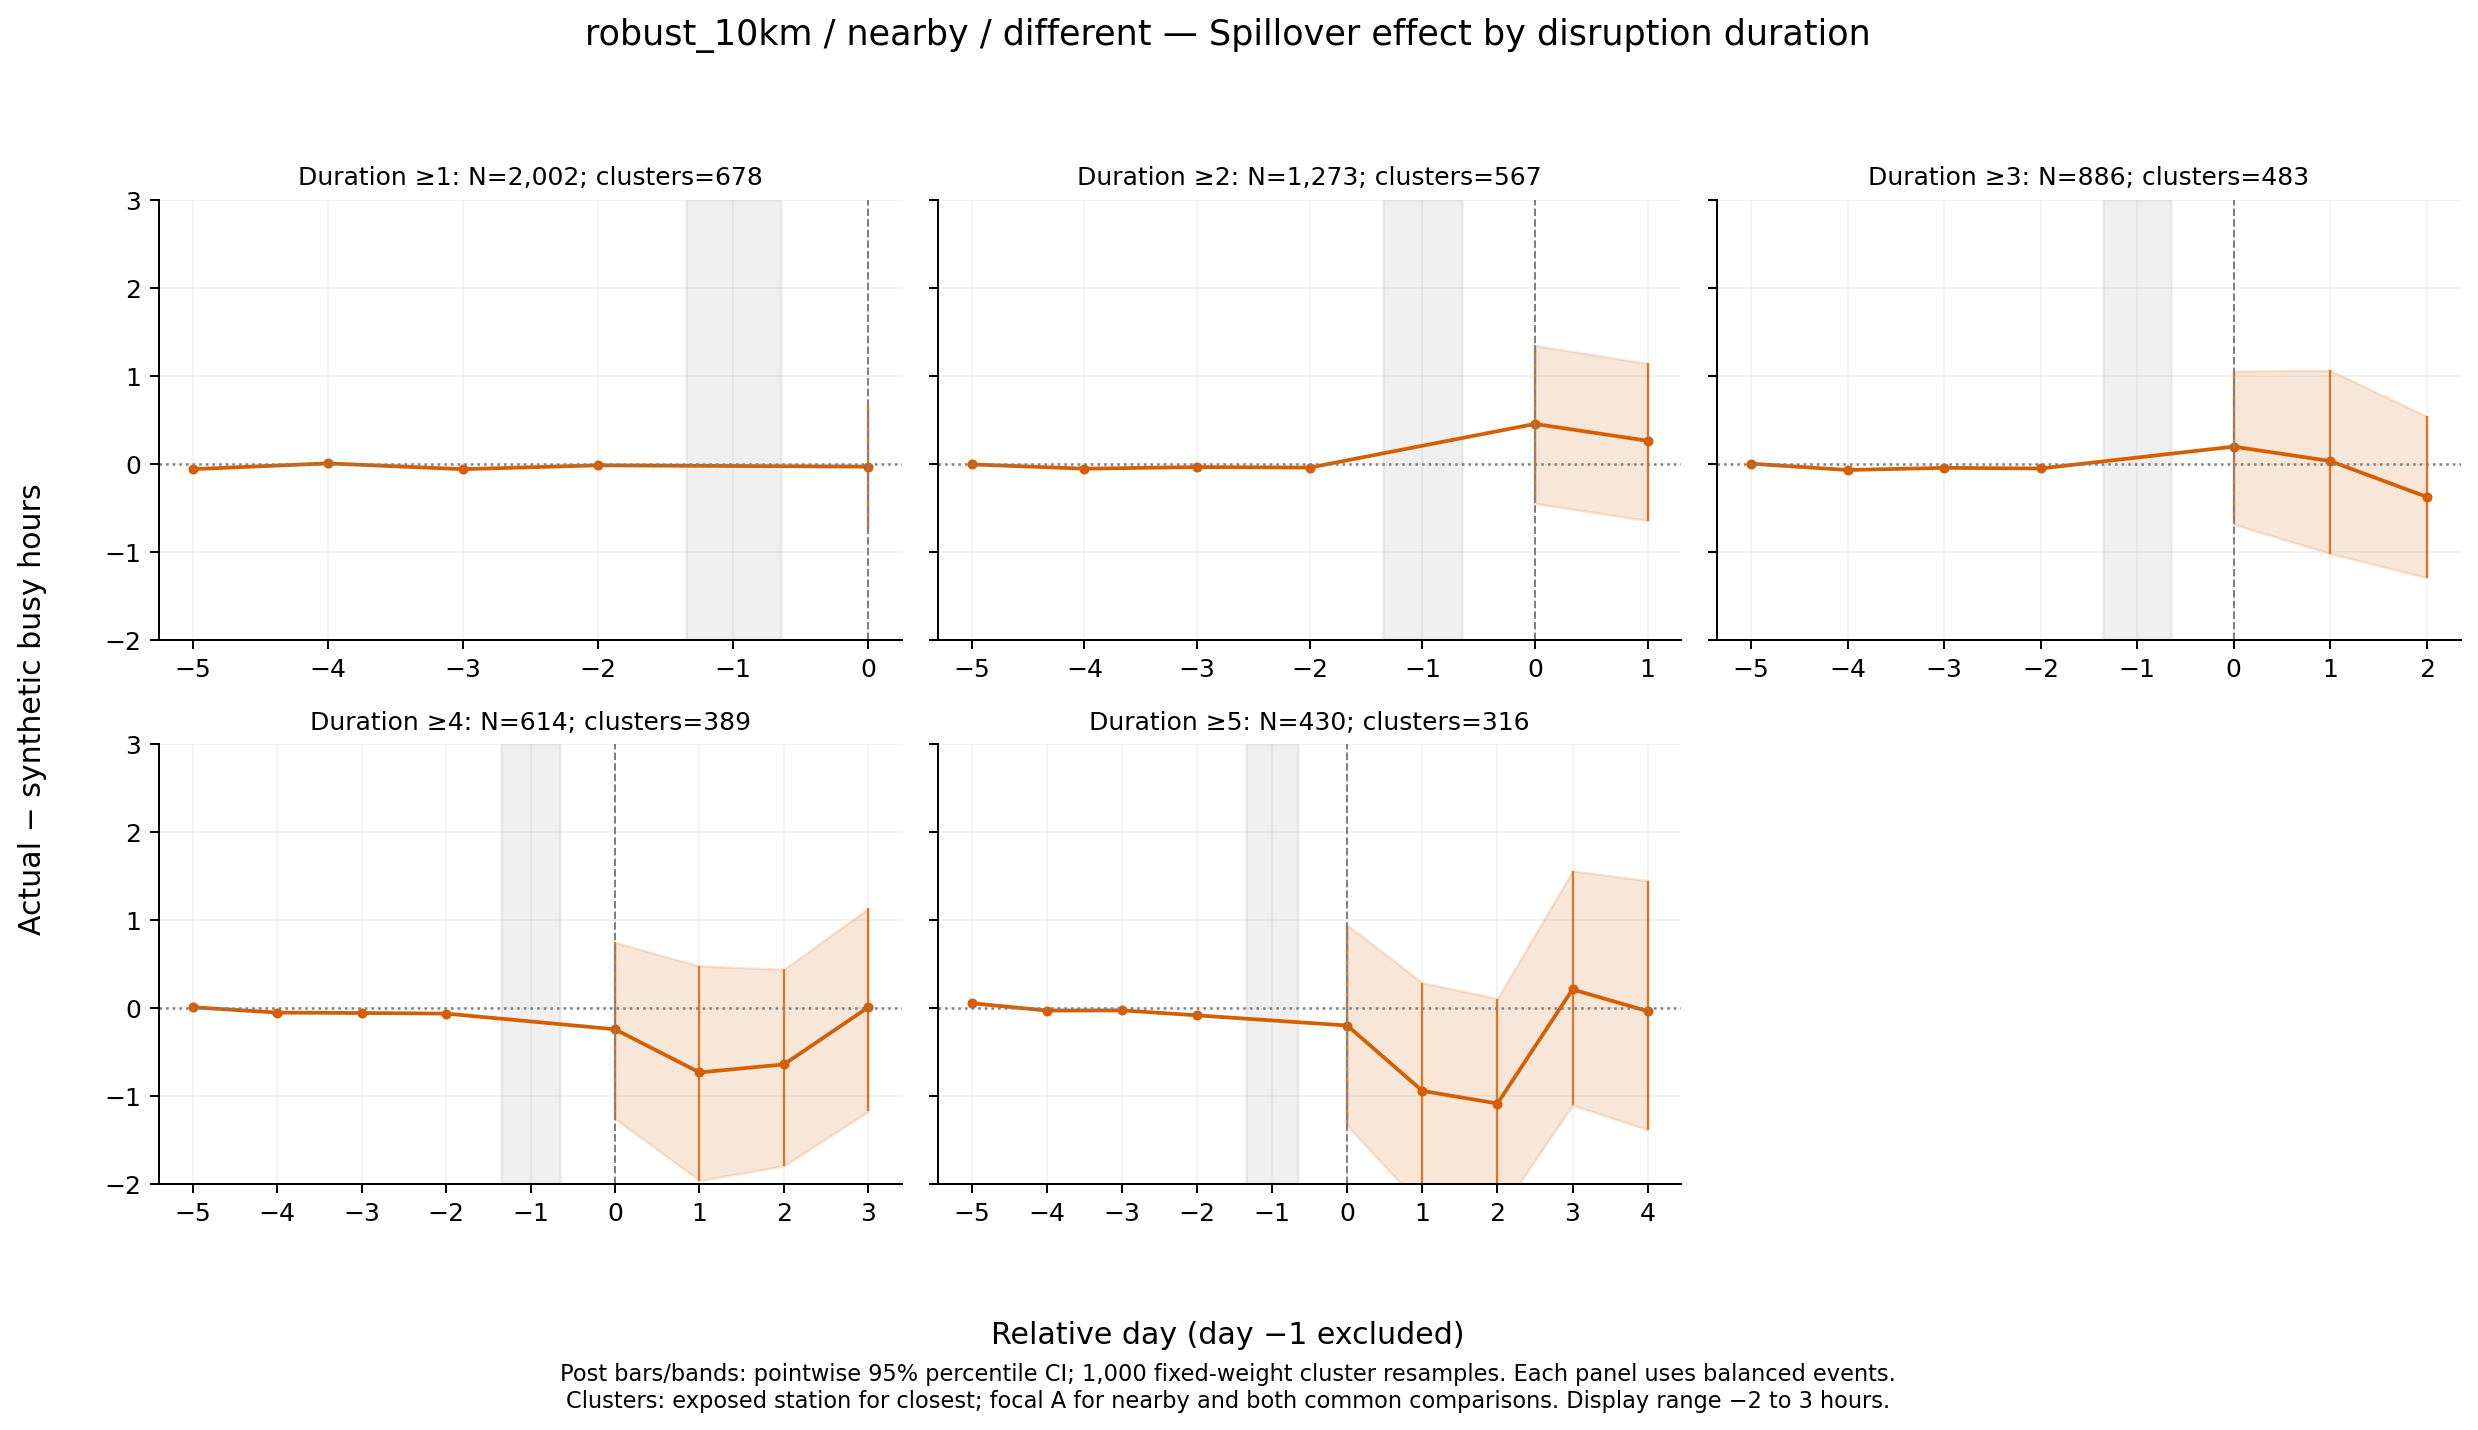 robust_10km / nearby / different — Spillover effect by disruption duration
Duration ≥1: N=2,002; clusters=678
Duration ≥2: N=1,273; clusters=567
Duration ≥3: N=886; clusters=483
3
2
1
0
−1
−2
−5 −4 −3 −2 −1 0
−5 −4 −3 −2 −1 0 1
−5 −4 −3 −2 −1 0 1 2
Actual − synthetic busy hours
Duration ≥4: N=614; clusters=389
Duration ≥5: N=430; clusters=316
3
2
1
0
−1
−2
−5 −4 −3 −2 −1 0 1 2 3
−5 −4 −3 −2 −1 0 1 2 3 4
Relative day (day −1 excluded)
Post bars/bands: pointwise 95% percentile CI; 1,000 fixed-weight cluster resamples. Each panel uses balanced events.
Clusters: exposed station for closest; focal A for nearby and both common comparisons. Display range −2 to 3 hours.